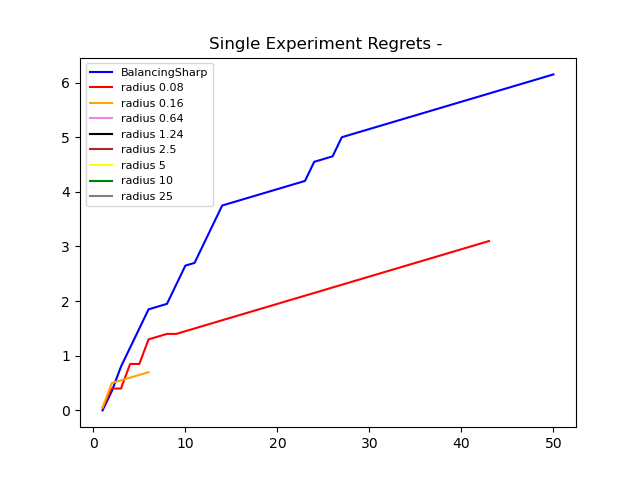 Single Experiment Regrets -
BalancingSharp
radius 0.08
radius 0.16
radius 0.64
radius 1.24
radius 2.5
radius 5
radius 10
radius 25
6
5
4
3
2
1
0
0 10 20 30 40 50